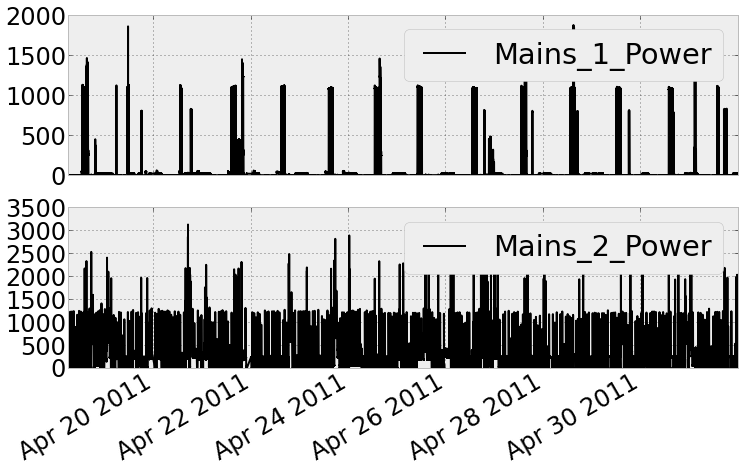 2000
1500
1000
500
0
Mains_1_Power
3500
3000
2500
2000
1500
1000
500
0
Mains_2_Power
Apr 20 2011
Apr 22 2011
Apr 24 2011
Apr 26 2011
Apr 28 2011
Apr 30 2011